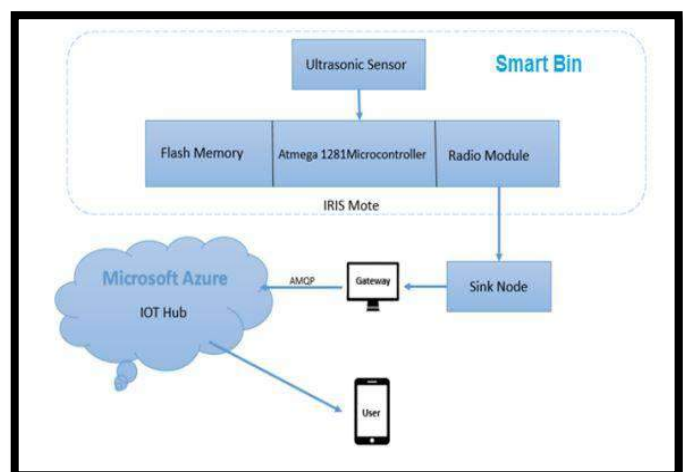 Smart Bin
Ultrasonic Sensor
Flash Memory
Atmega 1281Microcontroller
Radio Module
IRIS Mote
Microsoft Azure
IOT Hub
AMQP
Gateway
Sink Node
User